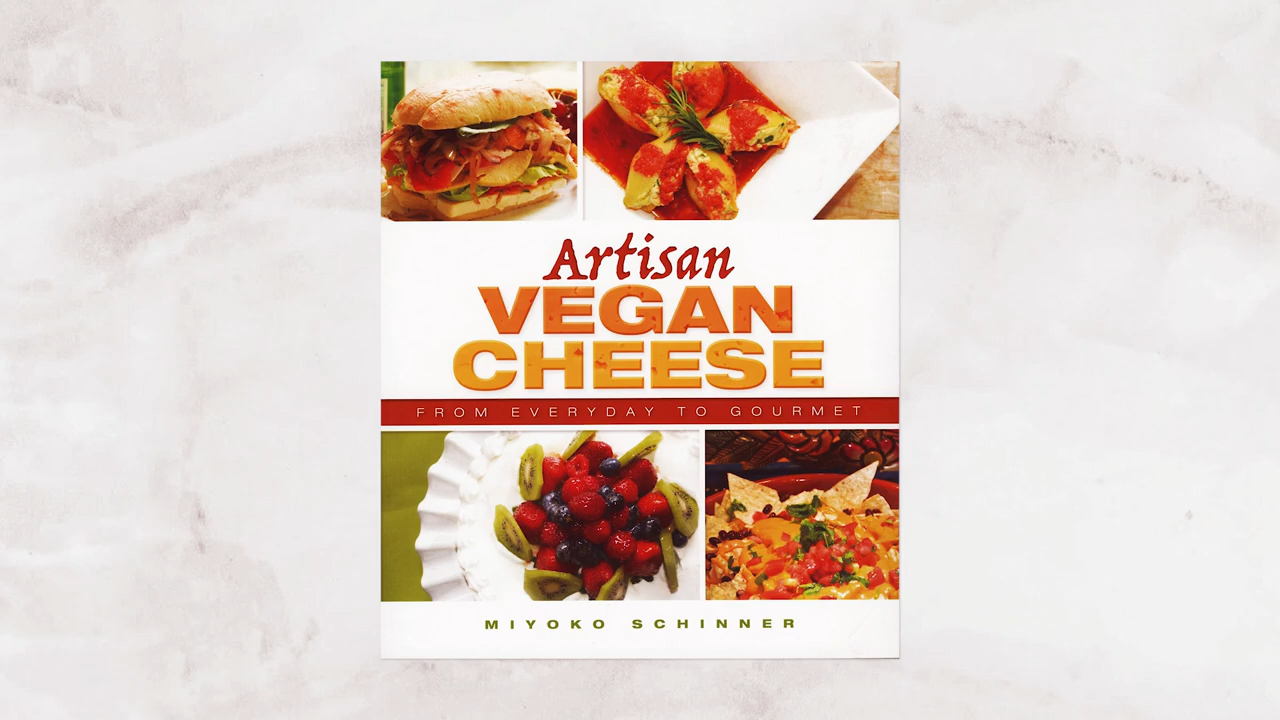 Artisan
VEGAN
CHEESE
FROM EVERYDAY TO GOURMET
MIYOKO SCHINNER